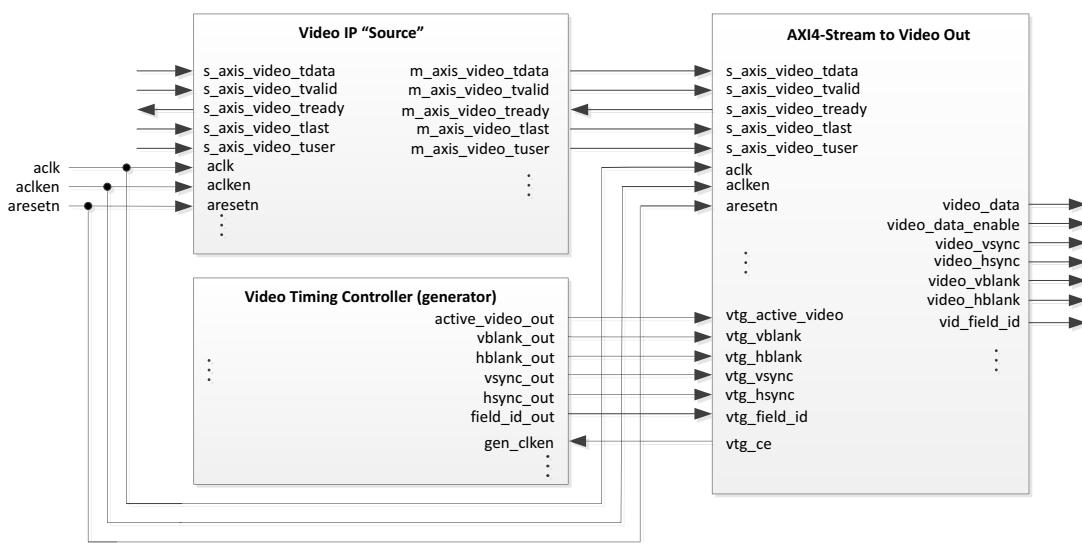 Video IP “Source”
s_axis_video_tdata
s_axis_video_tvalid
s_axis_video_tready
s_axis_video_tlast
s_axis_video_tuser
aclk
aclken
aresetn
m_axis_video_tdata
m_axis_video_tvalid
m_axis_video_tready
m_axis_video_tlast
m_axis_video_tuser
aclk
aclken
aresetn
Video Timing Controller (generator)
active_video_out
vblank_out
hblank_out
vsync_out
hsync_out
field_id_out
gen_clken
AXI4-Stream to Video Out
s_axis_video_tdata
s_axis_video_tvalid
s_axis_video_tready
s_axis_video_tlast
s_axis_video_tuser
aclk
aclken
aresetn
vtg_active_video
vtg_vblank
vtg_hblank
vtg_vsync
vtg_hsync
vtg_field_id
vtg_ce
video_data
video_data_enable
video_vsync
video_hsync
video_vblank
video_hblank
vid_field_id